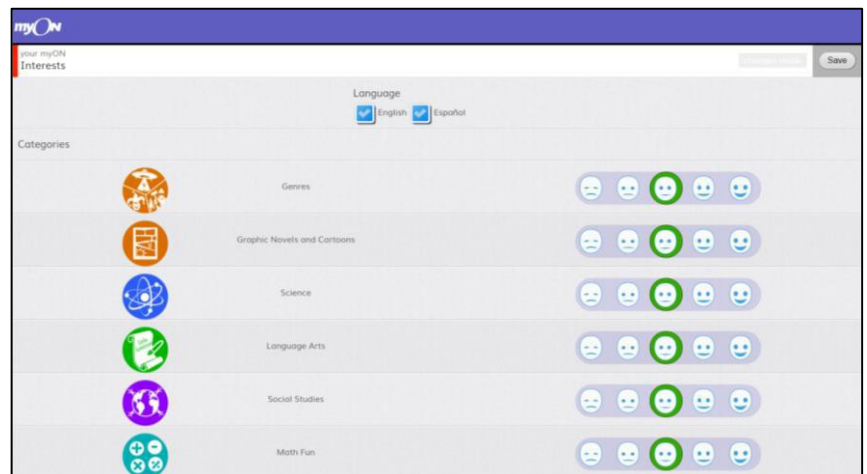 myON
your myON
Interests
Save
Language
English Español
Categories
Genres
Graphic Novels and Cartoons
Science
Language Arts
Social Studies
Math Fun